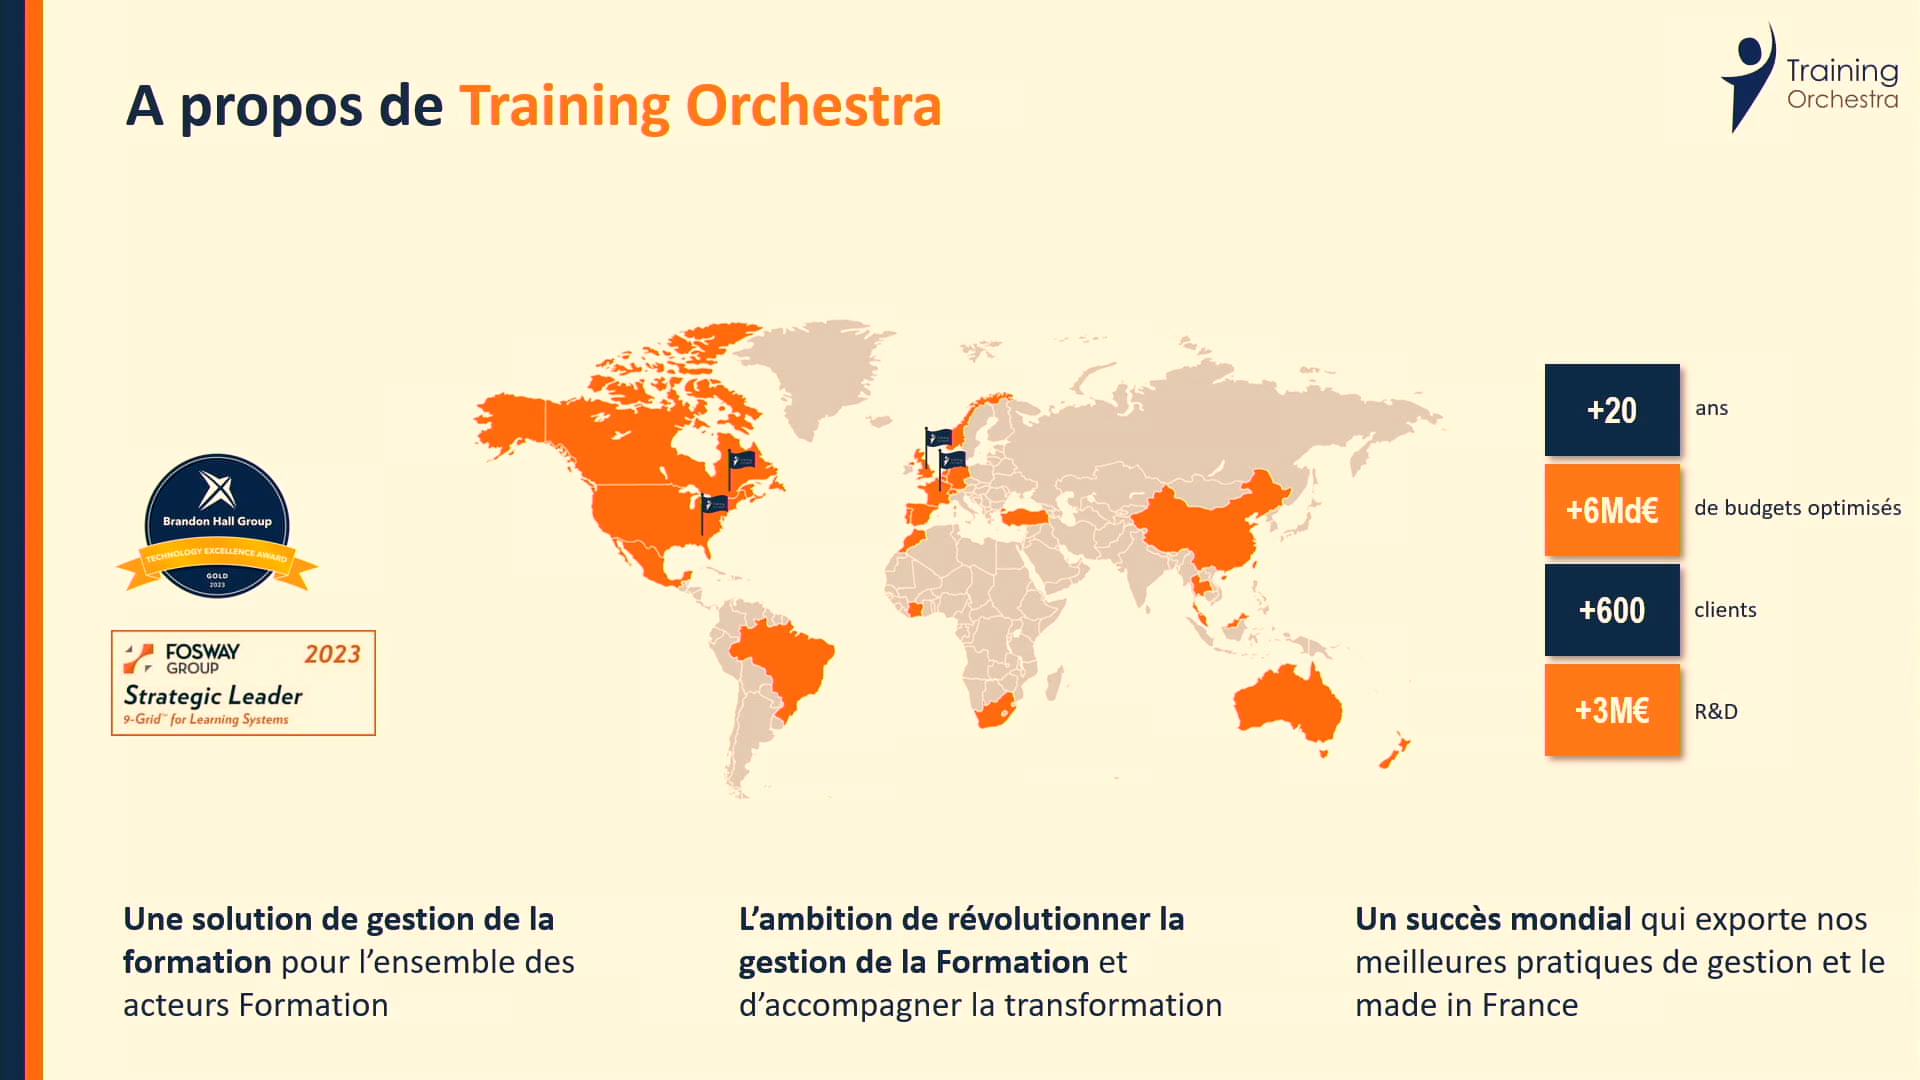 A propos de Training Orchestra
Training
Orchestra
Brandon Hall Group
TECHNOLOGY EXCELLENCE AWARD
GOLD
2023
FOSWAY
GROUP
2023
Strategic Leader
9-Grid™ for Learning Systems
+20 ans
+6Md€ de budgets optimisés
+600 clients
+3M€ R&D
Une solution de gestion de la
formation pour l’ensemble des
acteurs Formation
L’ambition de révolutionner la
gestion de la Formation et
d’accompagner la transformation
Un succès mondial qui exporte nos
meilleures pratiques de gestion et le
made in France